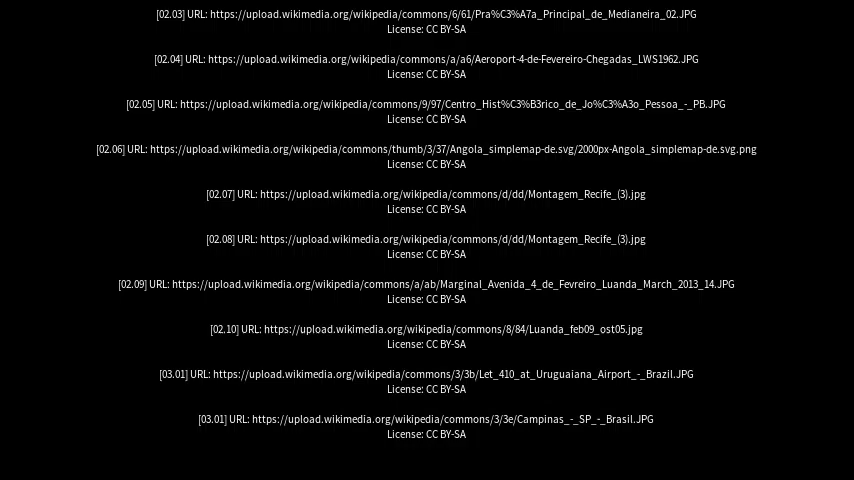 [02.03] URL: https://upload.wikimedia.org/wikipedia/commons/6/61/Pra%C3%A7a_Principal_de_Medianeira_02.JPG
License: CC BY-SA
[02.04] URL: https://upload.wikimedia.org/wikipedia/commons/a/a6/Aeroport-4-de-Fevereiro-Chegadas_LWS1962.JPG
License: CC BY-SA
[02.05] URL: https://upload.wikimedia.org/wikipedia/commons/9/97/Centro_Hist%C3%B3rico_de_Jo%C3%A3o_Pessoa_-_PB.JPG
License: CC BY-SA
[02.06] URL: https://upload.wikimedia.org/wikipedia/commons/thumb/3/37/Angola_simplemap-de.svg/2000px-Angola_simplemap-de.svg.png
License: CC BY-SA
[02.07] URL: https://upload.wikimedia.org/wikipedia/commons/d/dd/Montagem_Recife_(3).jpg
License: CC BY-SA
[02.08] URL: https://upload.wikimedia.org/wikipedia/commons/d/dd/Montagem_Recife_(3).jpg
License: CC BY-SA
[02.09] URL: https://upload.wikimedia.org/wikipedia/commons/a/ab/Marginal_Avenida_4_de_Fevreiro_Luanda_March_2013_14.JPG
License: CC BY-SA
[02.10] URL: https://upload.wikimedia.org/wikipedia/commons/8/84/Luanda_feb09_ost05.jpg
License: CC BY-SA
[03.01] URL: https://upload.wikimedia.org/wikipedia/commons/3/3b/Let_410_at_Uruguaiana_Airport_-_Brazil.JPG
License: CC BY-SA
[03.01] URL: https://upload.wikimedia.org/wikipedia/commons/3/3e/Campinas_-_SP_-_Brasil.JPG
License: CC BY-SA